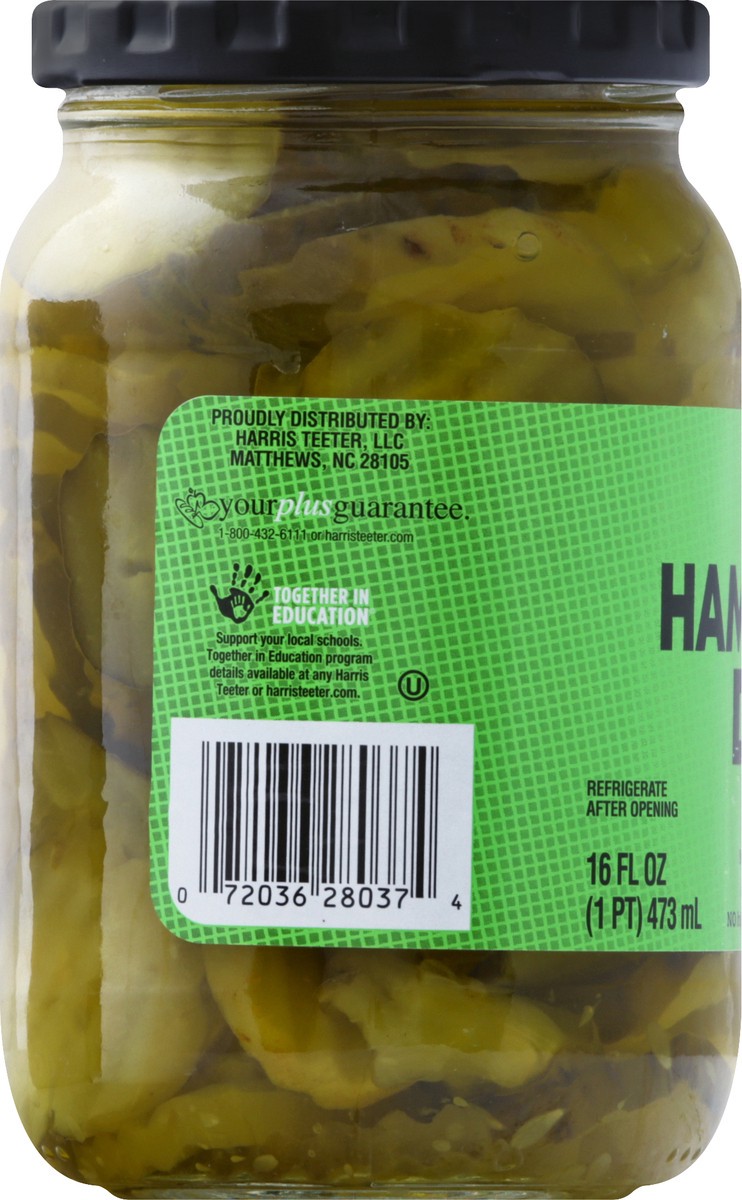 PROUDLY DISTRIBUTED BY:
HARRIS TEETER, LLC
MATTHEWS, NC 28105
yourplusguarantee.
1-800-432-6111 or harristeeter.com
TOGETHER IN
EDUCATION
Support your local schools.
Together in Education program
details available at any Harris
Teeter or harristeeter.com.
U
0 72036 28037 4
HAM
REFRIGERATE
AFTER OPENING
16 FL OZ
(1 PT) 473 mL
NO